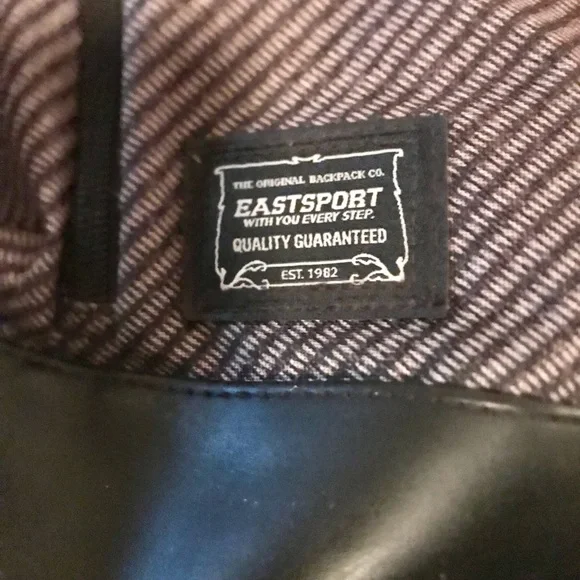 THE ORIGINAL BACKPACK CO.
EASTSPORT
WITH YOU EVERY STEP.
QUALITY GUARANTEED
EST. 1982